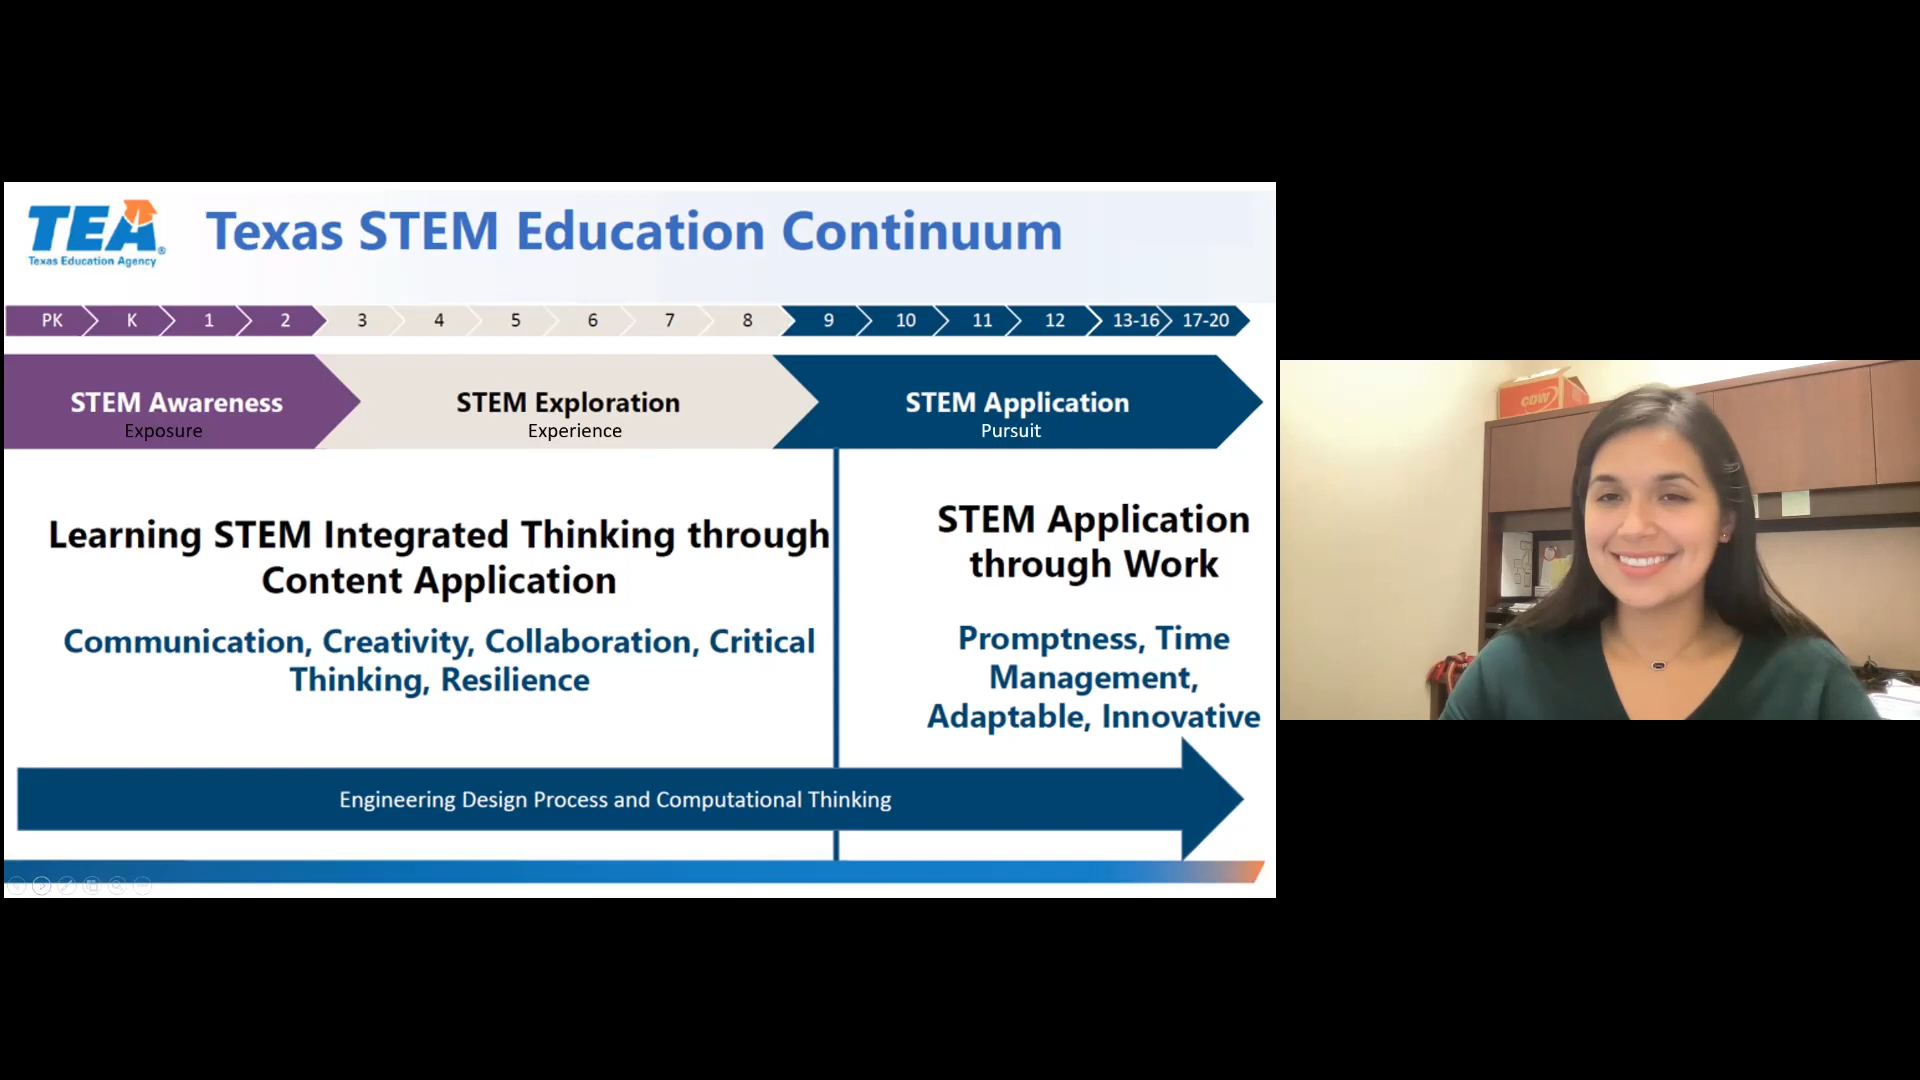 TEA®
Texas Education Agency
Texas STEM Education Continuum
PK K 1 2 3 4 5 6 7 8 9 10 11 12 13-16 17-20
STEM Awareness
Exposure
STEM Exploration
Experience
STEM Application
Pursuit
Learning STEM Integrated Thinking through
Content Application
Communication, Creativity, Collaboration, Critical
Thinking, Resilience
STEM Application
through Work
Promptness, Time
Management,
Adaptable, Innovative
Engineering Design Process and Computational Thinking
CDW